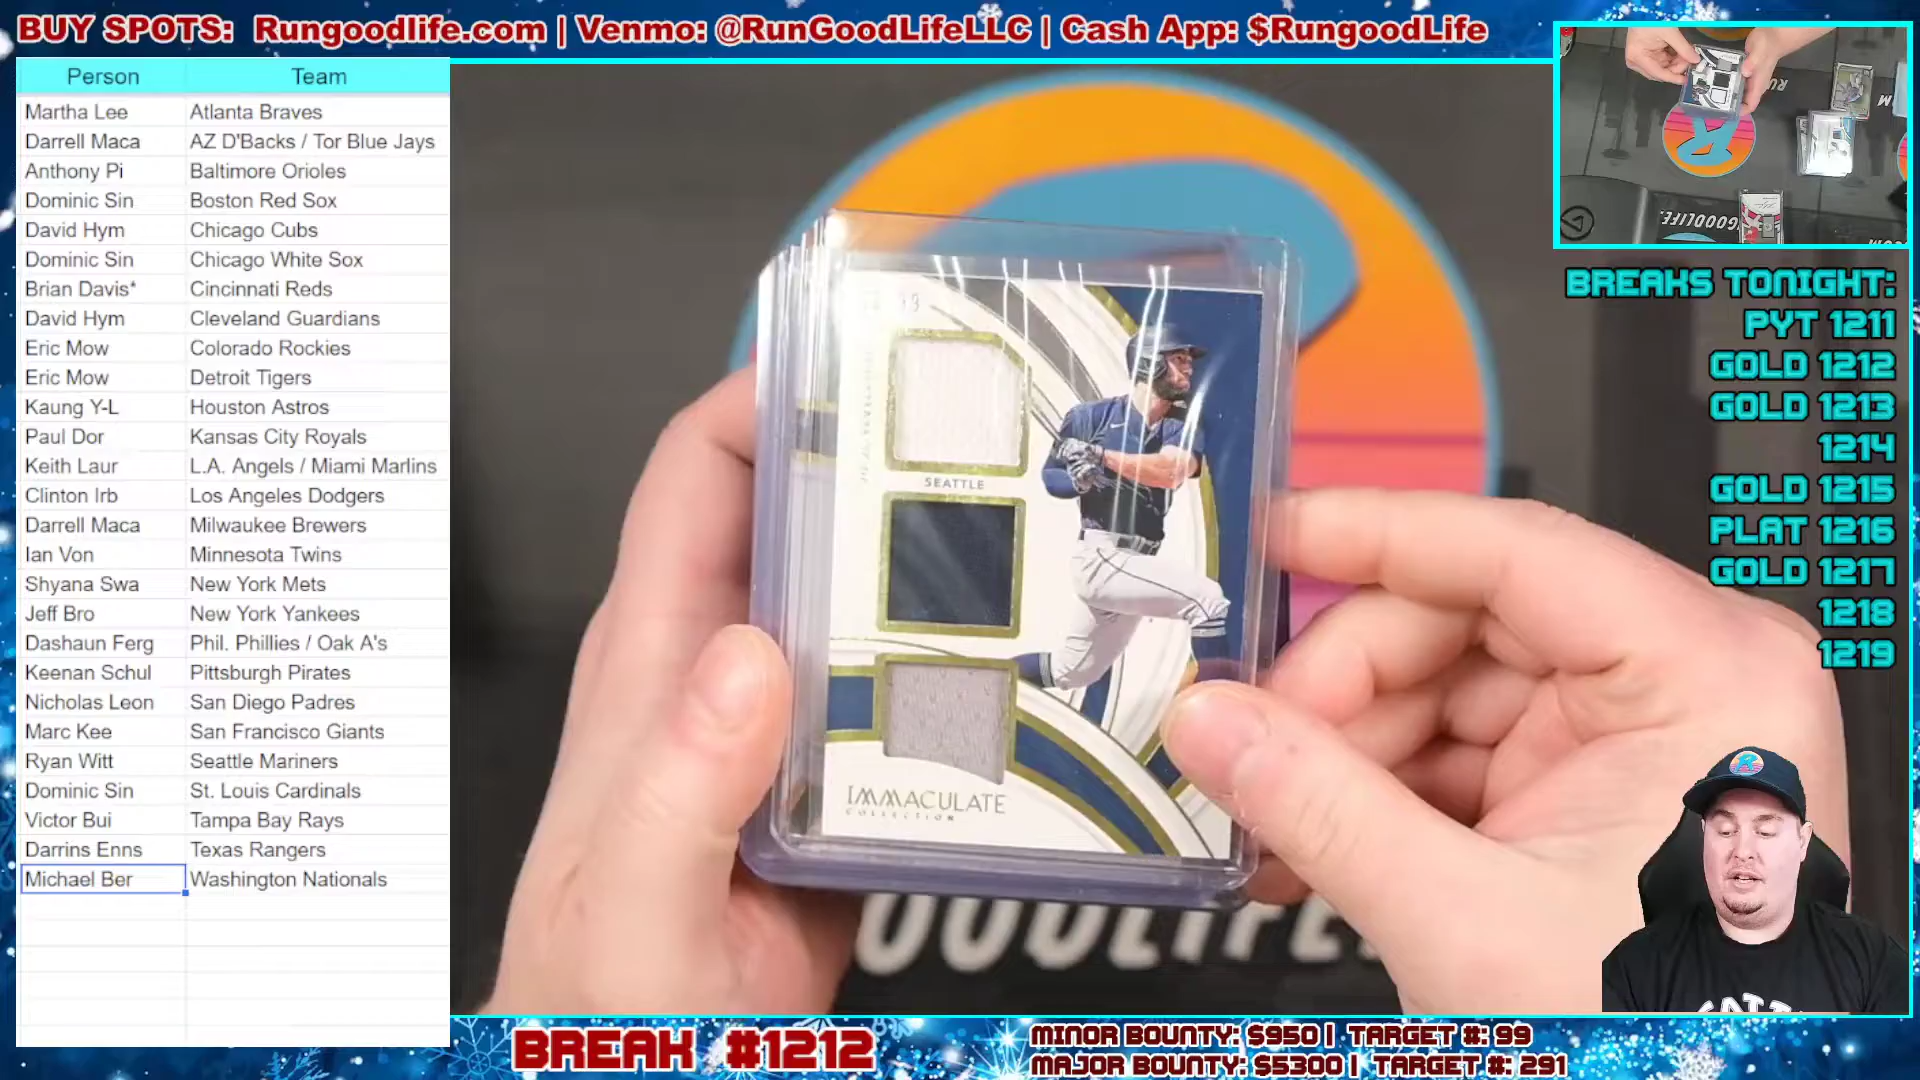 BUY SPOTS: Rungoodlife.com | Venmo: @RunGoodLifeLLC | Cash App: $RungoodLife
Person Team
Martha Lee Atlanta Braves
Darrell Maca AZ D'Backs / Tor Blue Jays
Anthony Pi Baltimore Orioles
Dominic Sin Boston Red Sox
David Hym Chicago Cubs
Dominic Sin Chicago White Sox
Brian Davis* Cincinnati Reds
David Hym Cleveland Guardians
Eric Mow Colorado Rockies
Eric Mow Detroit Tigers
Kaung Y-L Houston Astros
Paul Dor Kansas City Royals
Keith Laur L.A. Angels / Miami Marlins
Clinton Irb Los Angeles Dodgers
Darrell Maca Milwaukee Brewers
Ian Von Minnesota Twins
Shyana Swa New York Mets
Jeff Bro New York Yankees
Dashaun Ferg Phil. Phillies / Oak A's
Keenan Schul Pittsburgh Pirates
Nicholas Leon San Diego Padres
Marc Kee San Francisco Giants
Ryan Witt Seattle Mariners
Dominic Sin St. Louis Cardinals
Victor Bui Tampa Bay Rays
Darrins Enns Texas Rangers
Michael Ber Washington Nationals
SEATTLE
IMMACULATE
COLLECTION
OODLIFE
GOODLIFE.
BREAKS TONIGHT:
PYT 1211
GOLD 1212
GOLD 1213
1214
GOLD 1215
PLAT 1216
GOLD 1217
1218
1219
BREAK #1212
MINOR BOUNTY: $950 | TARGET #: 99
MAJOR BOUNTY: $5300 | TARGET #: 291